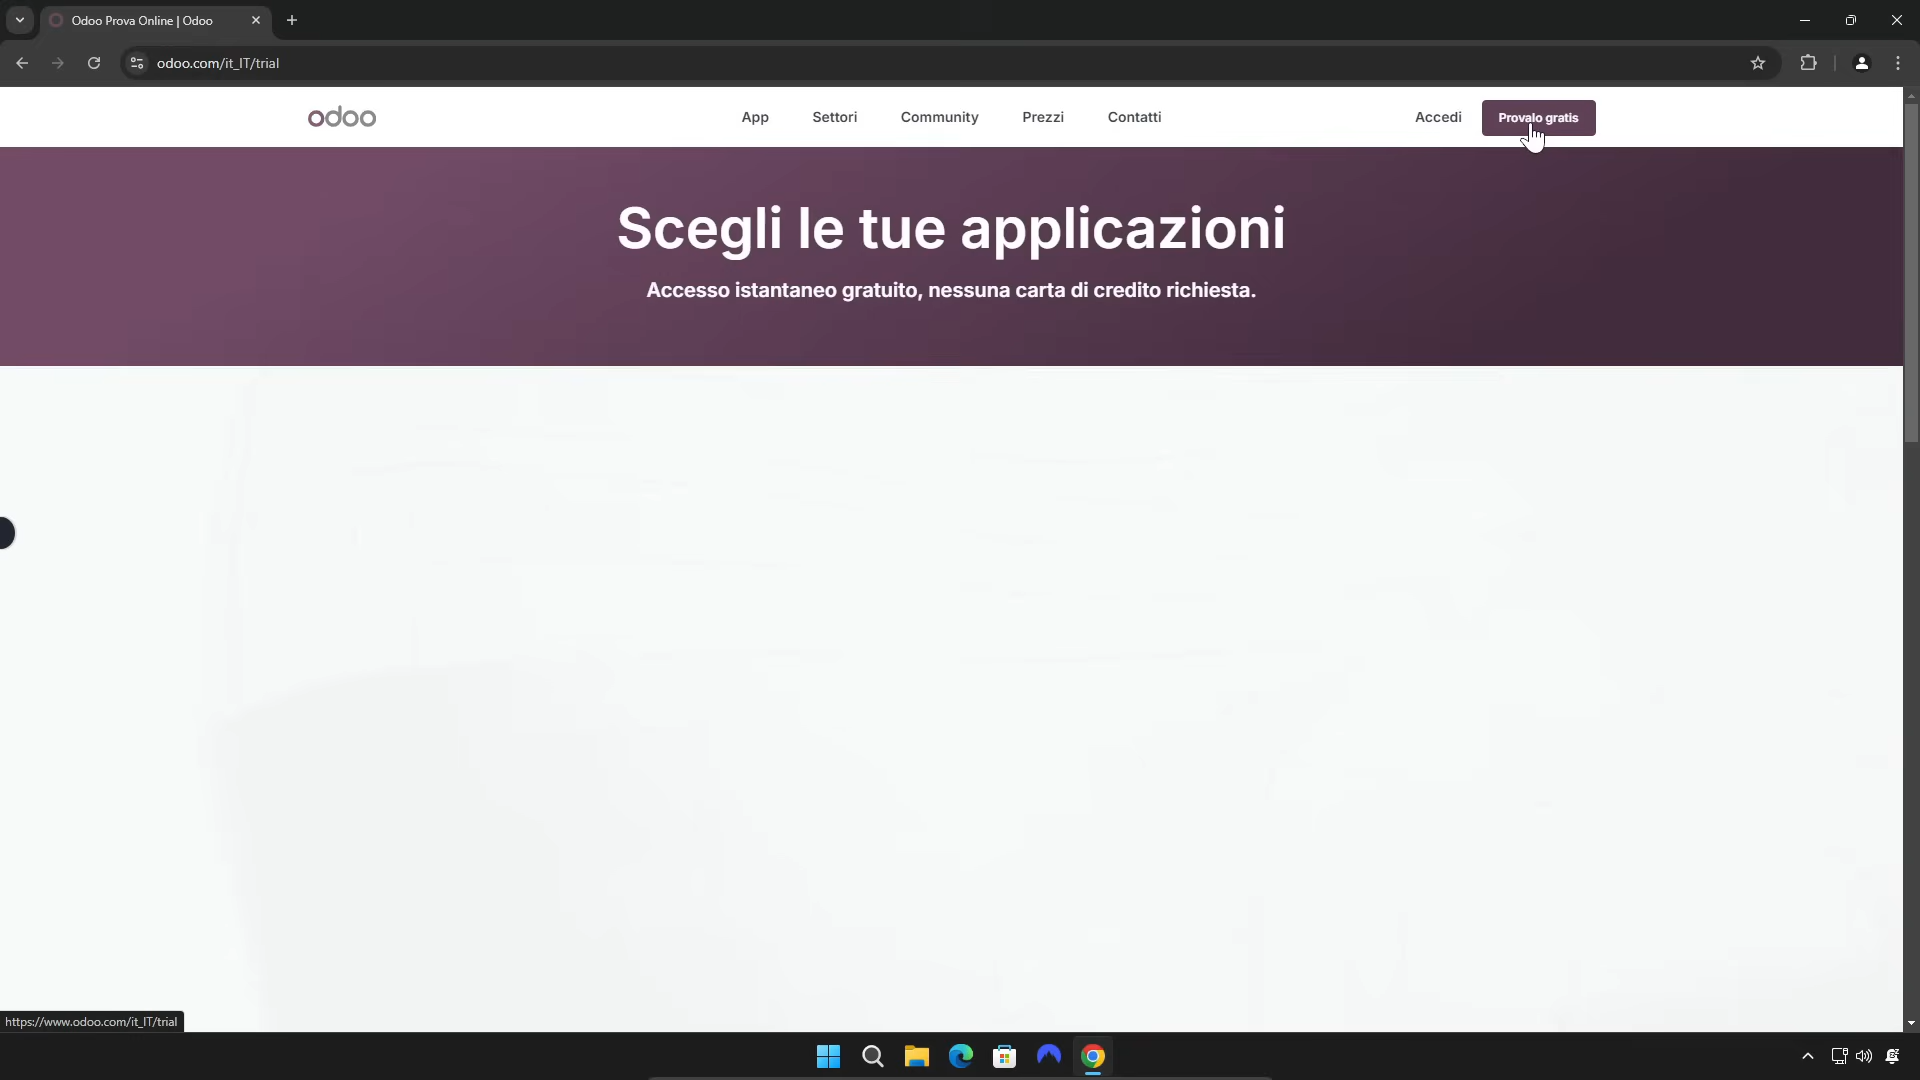 Odoo Prova Online | Odoo
odoo.com/it_IT/trial
odoo
App
Settori
Community
Prezzi
Contatti
Accedi
Provalo gratis
Scegli le tue applicazioni
Accesso istantaneo gratuito, nessuna carta di credito richiesta.
https://www.odoo.com/it_IT/trial